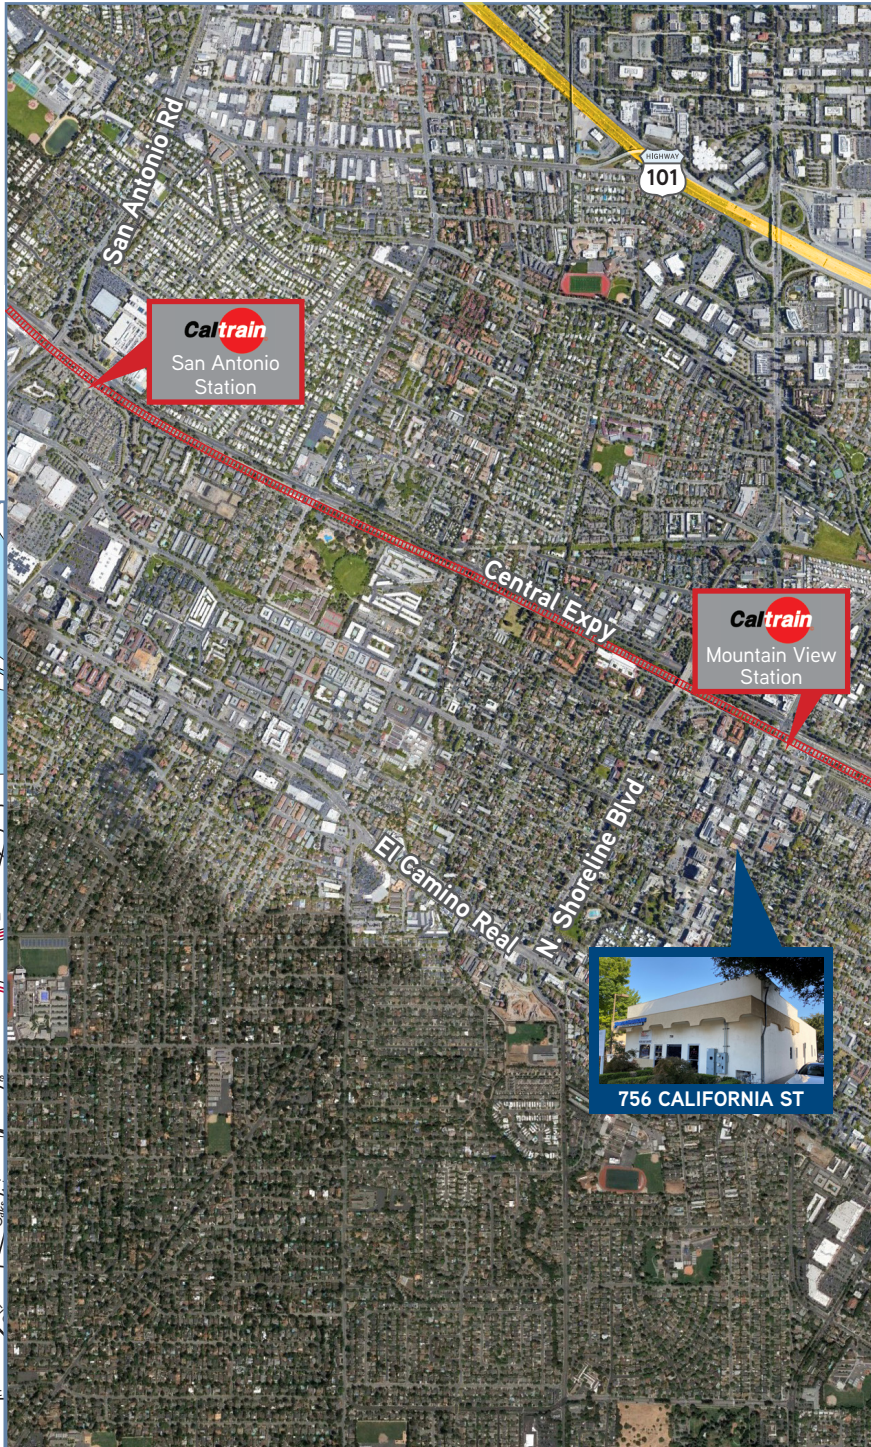 San Antonio Rd
HIGHWAY
101
Caltrain
San Antonio
Station
Central Expy
Caltrain
Mountain View
Station
N. Shoreline Blvd
El Camino Real
756 CALIFORNIA ST